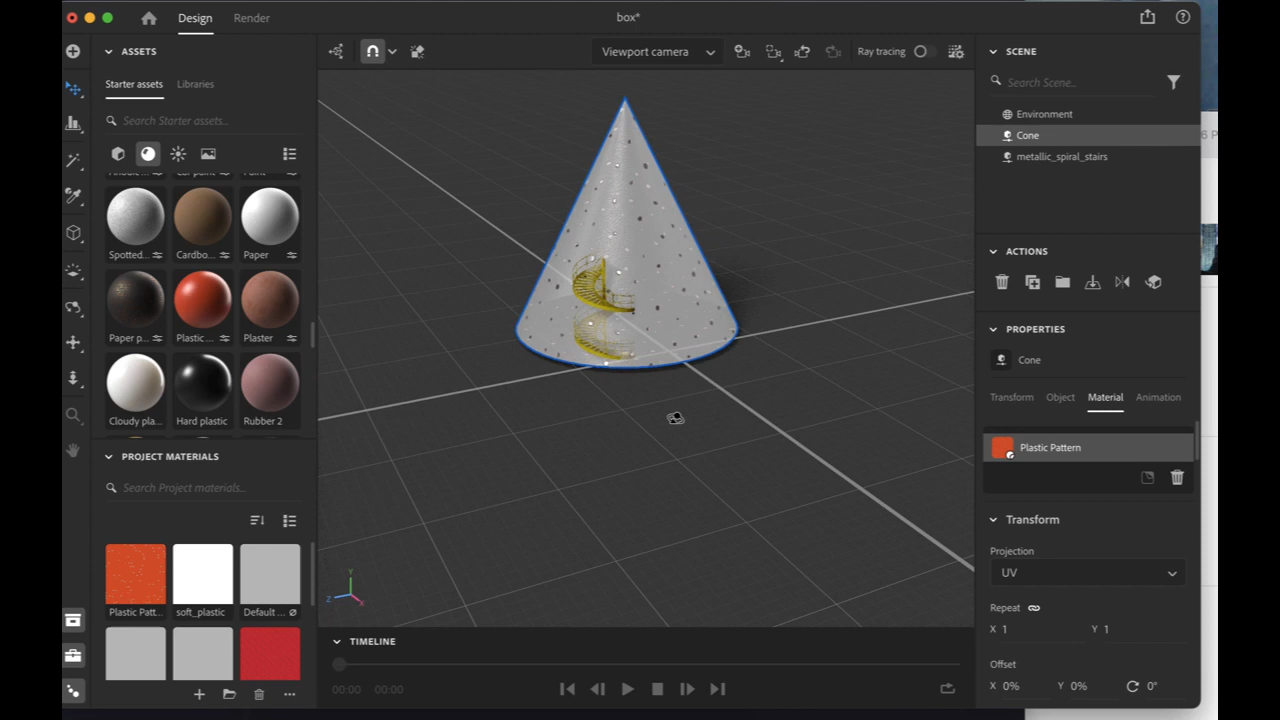 Design
Render
box*
ASSETS
Starter assets
Libraries
Search Starter assets...
Viewport camera
Ray tracing
Spotted...
Cardbo...
Paper
Paper p...
Plastic ...
Plaster
Cloudy pla...
Hard plastic
Rubber 2
PROJECT MATERIALS
Search Project materials...
Plastic Patt...
soft_plastic
Default ...
Y
Z
X
TIMELINE
00:00
00:00
SCENE
Search Scene...
Environment
Cone
metallic_spiral_stairs
ACTIONS
PROPERTIES
Cone
Transform
Object
Material
Animation
Plastic Pattern
Transform
Projection
UV
Repeat
X 1
Y 1
Offset
X 0%
Y 0%
0°
6 P